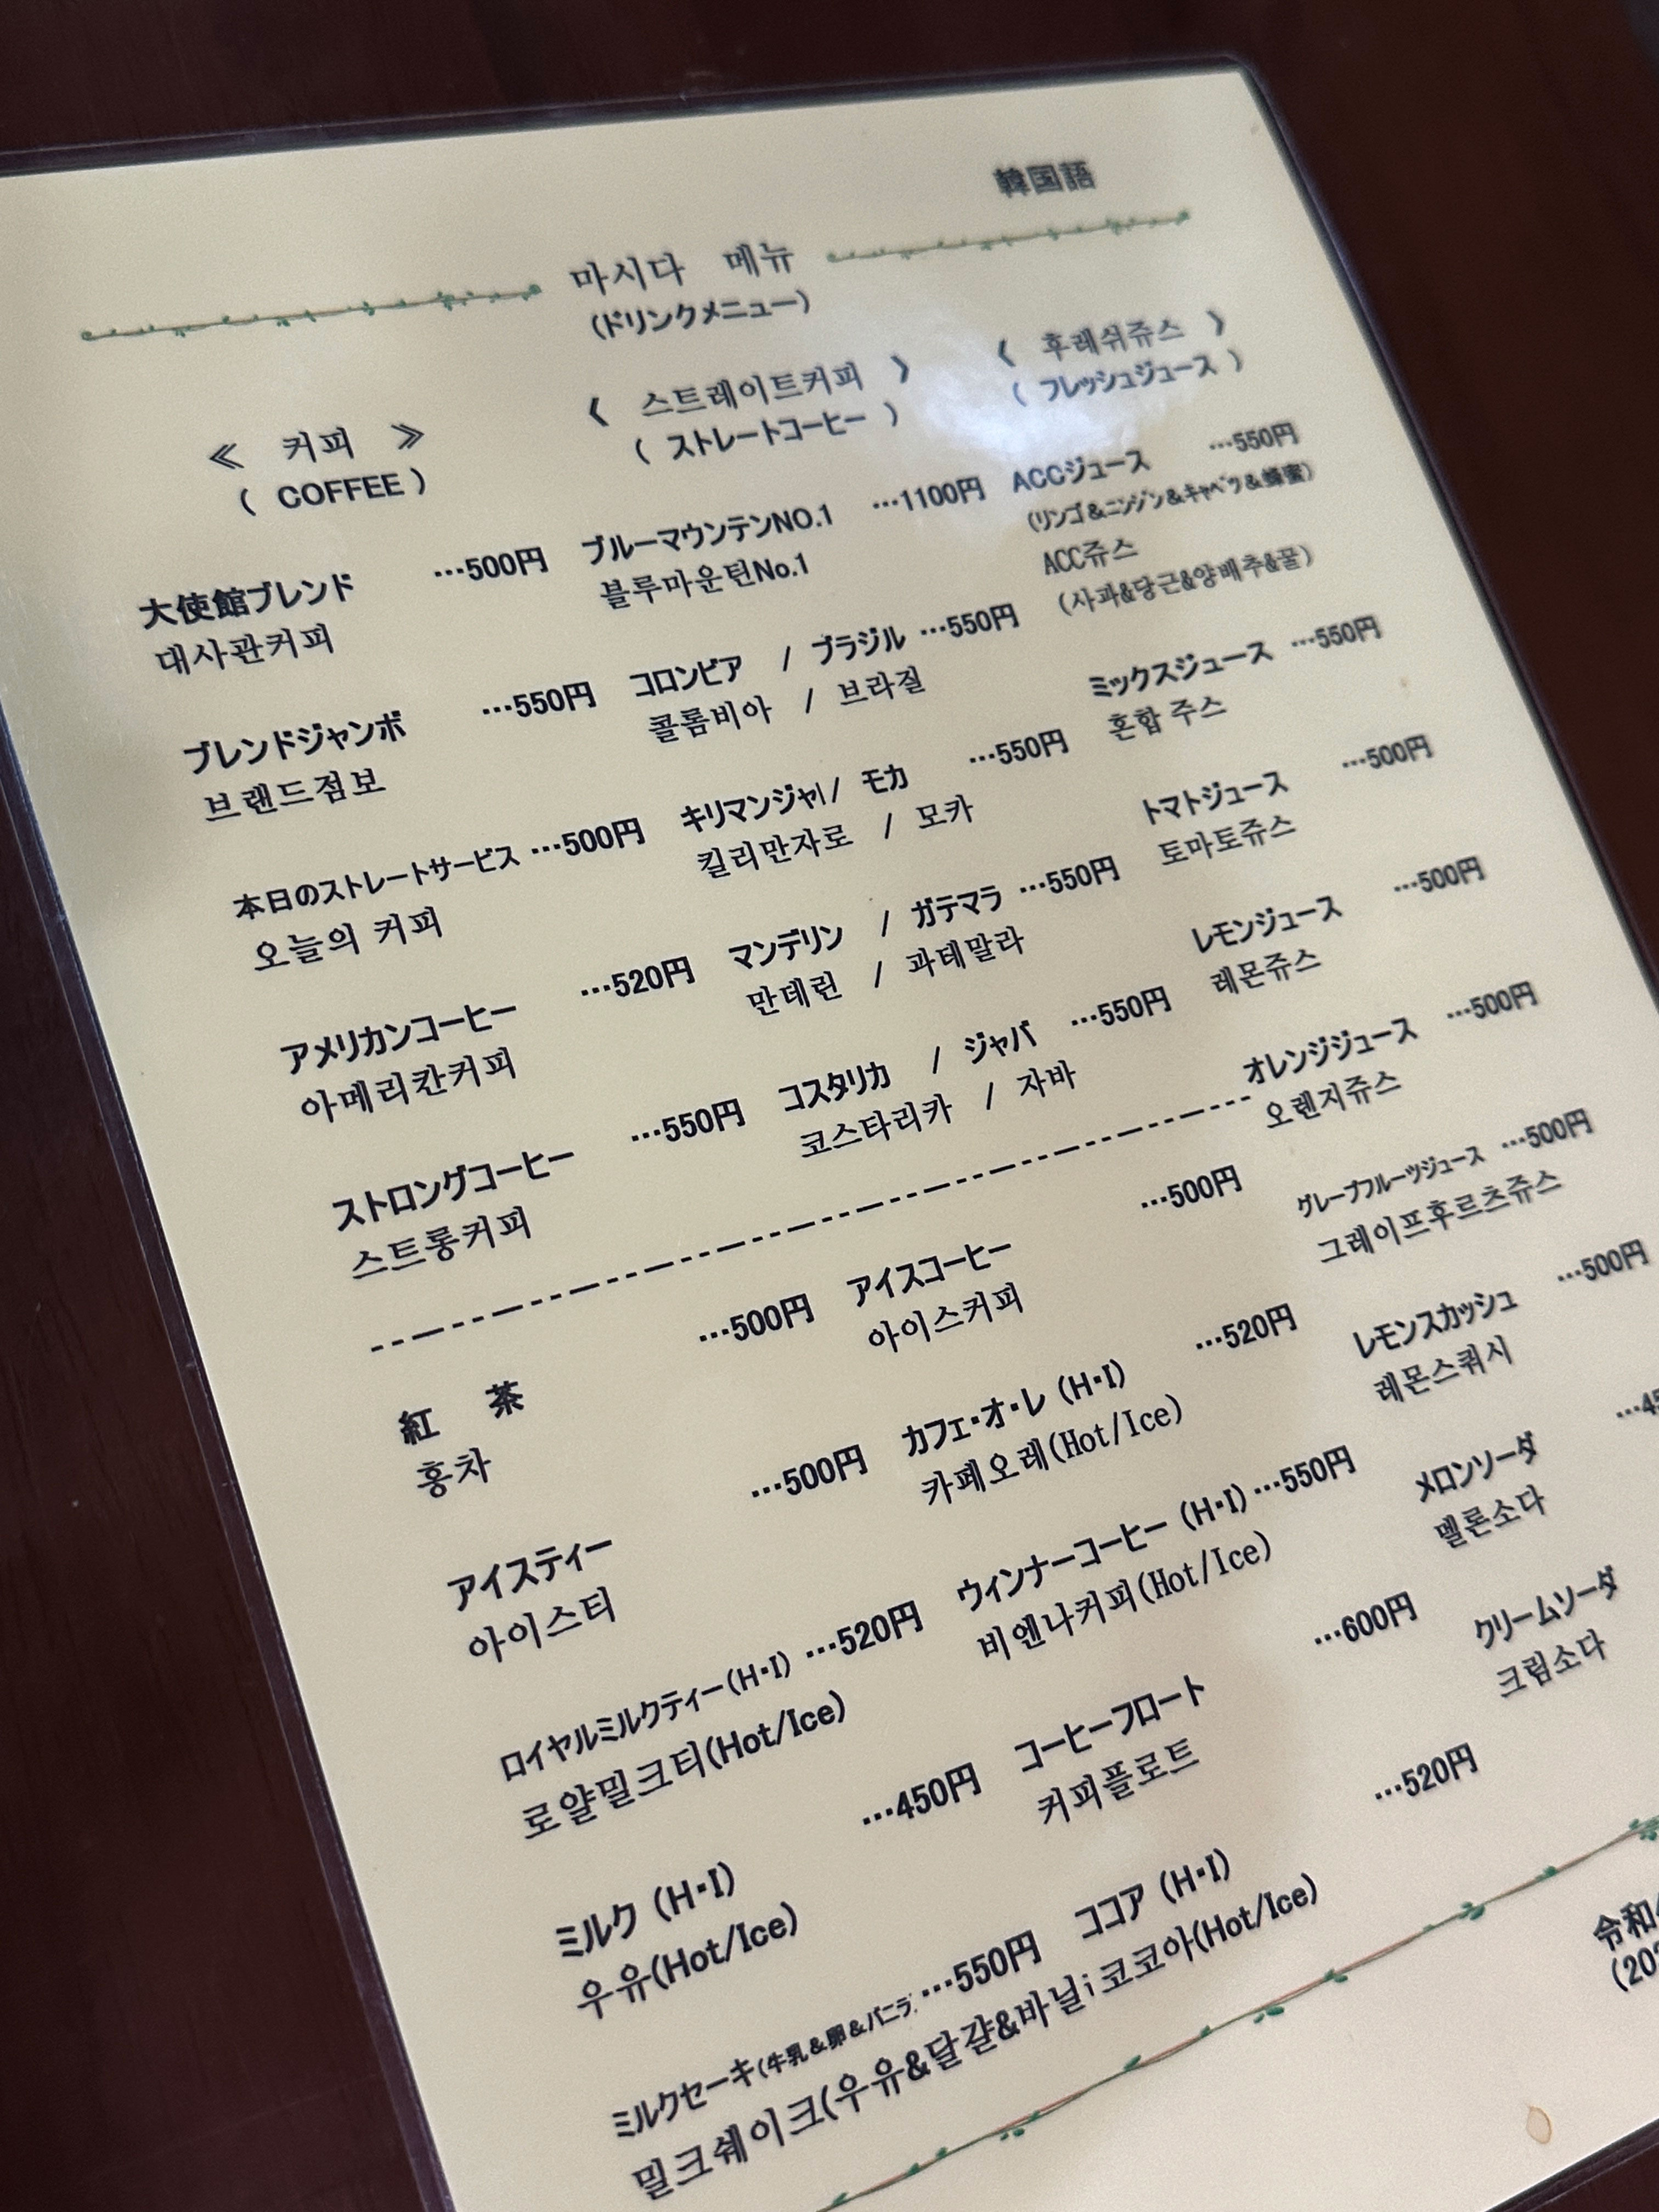 韓国語
마시다 메뉴
(ドリンクメニュー)
≪ 커피 ≫
( COFFEE )
大使館ブレンド …500円
대사관커피
ブレンドジャンボ …550円
브랜드점보
本日のストレートサービス …500円
오늘의 커피
アメリカンコーヒー …520円
아메리칸커피
ストロングコーヒー …550円
스트롱커피
《 스트레이트커피 》
( ストレートコーヒー )
ブルーマウンテンNO.1 …1100円
블루마운틴No.1
コロンビア / ブラジル …550円
콜롬비아 / 브라질
キリマンジャ/ モカ …550円
킬리만자로 / 모카
マンデリン / ガテマラ …550円
만데린 / 과테말라
コスタリカ / ジャバ …550円
코스타리카 / 자바
紅 茶 …500円
홍차
アイスティー …500円
아이스티
ロイヤルミルクティー(H・I) …520円
로얄밀크티(Hot/Ice)
ミルク (H・I) …450円
우유(Hot/Ice)
ミルクセーキ(牛乳&卵&バニラ …550円
밀크쉐이크(우유&달걀&바닐
アイスコーヒー …500円
아이스커피
カフェ・オ・レ (H・I) …520円
카페오레(Hot/Ice)
ウィンナーコーヒー (H・I) …550円
비엔나커피(Hot/Ice)
コーヒーフロート …600円
커피플로트
ココア (H・I) …520円
코코아(Hot/Ice)
《 후레쉬쥬스 》
( フレッシュジュース )
ACCジュース …550円
(リンゴ&ニンジン&キャベツ&蜂蜜)
ACC쥬스
(사과&당근&양배추&꿀)
ミックスジュース …550円
혼합 주스
トマトジュース …500円
토마토쥬스
レモンジュース …500円
레몬쥬스
オレンジジュース …500円
오렌지쥬스
グレープフルーツジュース …500円
그레이프후르츠쥬스
レモンスカッシュ …500円
레몬스쿼시
メロンソーダ
멜론소다
クリームソーダ
크림소다
令和
(20